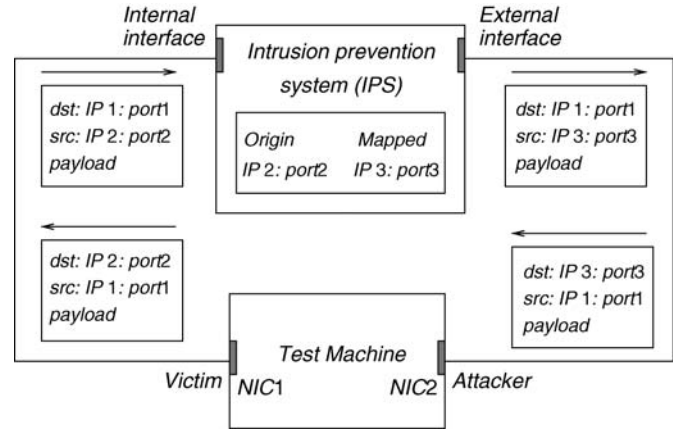 Internal
interface
External
interface
Intrusion prevention
system (IPS)
Origin Mapped
IP 2: port2 IP 3: port3
dst: IP 1: port1
src: IP 2: port2
payload
dst: IP 1: port1
src: IP 3: port3
payload
dst: IP 2: port2
src: IP 1: port1
payload
dst: IP 3: port3
src: IP 1: port1
payload
Test Machine
Victim NIC1 NIC2 Attacker